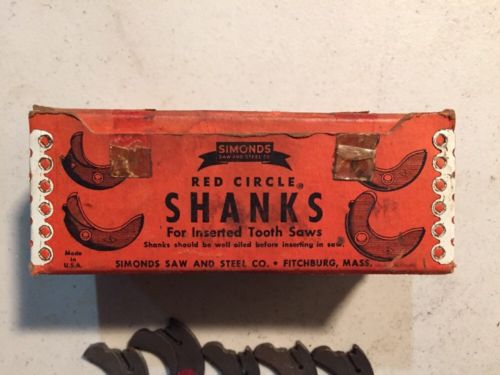 SIMONDS
SAW AND STEEL CO.
RED CIRCLE®
SHANKS
For Inserted Tooth Saws
Shanks should be well oiled before inserting in saw.
Made
in
U.S.A.
SIMONDS SAW AND STEEL CO. • FITCHBURG, MASS.